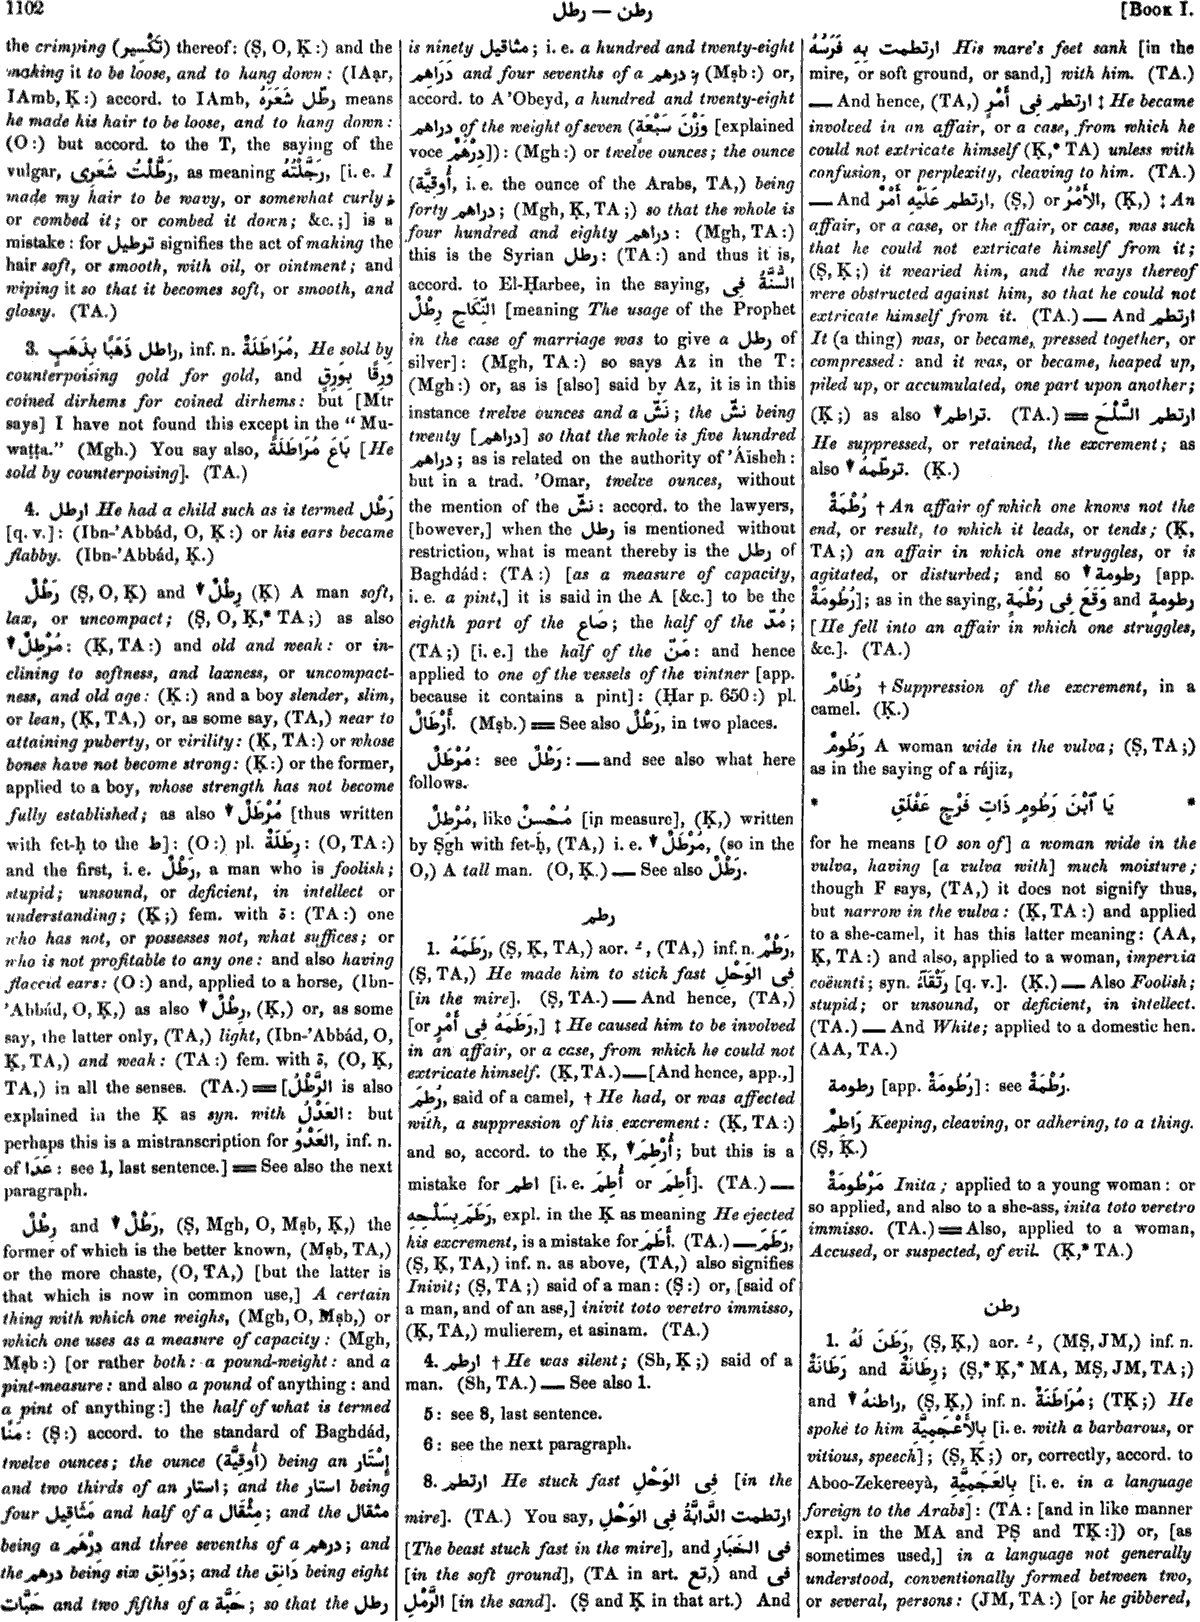 1102
رطن — رطل
[BOOK I.
the crimping (تَكْسِير) thereof: (Ṣ, O, Ḳ:) and the
making it to be loose, and to hang down: (IAạr,
IAmb, Ḳ:) accord. to IAmb, رطّل شَعَرَهُ means
he made his hair to be loose, and to hang down:
(O:) but accord. to the T, the saying of the
vulgar, رَطَّلْتُ شَعَرِى, as meaning رَجَّلْتُهُ, [i. e. I
made my hair to be wavy, or somewhat curly;
or combed it; or combed it down; &c.;] is a
mistake: for ترطيل signifies the act of making the
hair soft, or smooth, with oil, or ointment; and
wiping it so that it becomes soft, or smooth, and
glossy. (TA.)
3. راطل ذَهَبًا بِذَهَبٍ, inf. n. مُرَاطَلَةٌ, He sold by
counterpoising gold for gold, and وَرِقًا بِوَرِقٍ
coined dirhems for coined dirhems: but [Mtr
says] I have not found this except in the "Mu-
waṭṭa." (Mgh.) You say also, بَاعَ مُرَاطَلَةً [He
sold by counterpoising]. (TA.)
4. ارطل He had a child such as is termed رَطْل
[q. v.]: (Ibn-'Abbád, O, Ḳ:) or his ears became
flabby. (Ibn-'Abbád, Ḳ.)
رَطْلٌ (Ṣ, O, Ḳ) and ▼ رِطْلٌ (Ḳ) A man soft,
lax, or uncompact; (Ṣ, O, Ḳ,* TA;) as also
▼ مُرْطِلٌ: (Ḳ, TA:) and old and weak: or in-
clining to softness, and laxness, or uncompact-
ness, and old age: (Ḳ:) and a boy slender, slim,
or lean, (Ḳ, TA,) or, as some say, (TA,) near to
attaining puberty, or virility: (Ḳ, TA:) or whose
bones have not become strong: (Ḳ:) or the former,
applied to a boy, whose strength has not become
fully established; as also ▼ مُرْطَلٌ [thus written
with fet-ḥ to the ط]: (O:) pl. رِطَلَةٌ: (O, TA:)
and the first, i. e. رَطْلٌ, a man who is foolish;
stupid; unsound, or deficient, in intellect or
understanding; (Ḳ;) fem. with ة: (TA:) one
who has not, or possesses not, what suffices; or
who is not profitable to any one: and also having
flaccid ears: (O:) and, applied to a horse, (Ibn-
'Abbád, O, Ḳ,) as also ▼ رِطْلٌ, (Ḳ,) or, as some
say, the latter only, (TA,) light, (Ibn-'Abbád, O,
Ḳ, TA,) and weak: (TA:) fem. with ة, (O, Ḳ,
TA,) in all the senses. (TA.) == [الرَّطْلُ is also
explained in the Ḳ as syn. with العَدْلُ: but
perhaps this is a mistranscription for العَدْوُ, inf. n.
of عَدَا: see 1, last sentence.] == See also the next
paragraph.
رِطْلٌ and ▼ رَطْلٌ, (Ṣ, Mgh, O, Mṣb, Ḳ,) the
former of which is the better known, (Mṣb, TA,)
or the more chaste, (O, TA,) [but the latter is
that which is now in common use,] A certain
thing with which one weighs, (Mgh, O, Mṣb,) or
which one uses as a measure of capacity: (Mgh,
Mṣb:) [or rather both: a pound-weight: and a
pint-measure: and also a pound of anything: and
a pint of anything:] the half of what is termed
مَنًا: (Ṣ:) accord. to the standard of Baghdád,
twelve ounces; the ounce (أُوقِيَّة) being an إِسْتَار
and two thirds of an استار; and the استار being
four مَثَاقِيل and half of a مِثْقَال; and the مثقال
being a دِرْهَم and three sevenths of a درهم; and
the درهم being six دَوَانِق; and the دَانِق being eight
حَبَّات and two fifths of a حَبَّة; so that the رطل
is ninety مثاقيل; i. e. a hundred and twenty-eight
دَرَاهِم and four sevenths of a درهم: (Mṣb:) or,
accord. to A'Obeyd, a hundred and twenty-eight
دراهم of the weight of seven (وَزْنَ سَبْعَةٍ [explained
voce دِرْهَمٌ]): (Mgh:) or twelve ounces; the ounce
(أُوقِيَّة, i. e. the ounce of the Arabs, TA,) being
forty دراهم; (Mgh, Ḳ, TA;) so that the whole is
four hundred and eighty دراهم: (Mgh, TA:)
this is the Syrian رطل: (TA:) and thus it is,
accord. to El-Ḥarbee, in the saying, السُّنَّةُ فِى
النِّكَاحِ رِطْلٌ [meaning The usage of the Prophet
in the case of marriage was to give a رطل of
silver]: (Mgh, TA:) so says Az in the T:
(Mgh:) or, as is [also] said by Az, it is in this
instance twelve ounces and a نَشّ; the نشّ being
twenty [دراهم] so that the whole is five hundred
دراهم; as is related on the authority of 'Áïsheh:
but in a trad. 'Omar, twelve ounces, without
the mention of the نشّ: accord. to the lawyers,
[however,] when the رطل is mentioned without
restriction, what is meant thereby is the رطل of
Baghdád: (TA:) [as a measure of capacity,
i. e. a pint,] it is said in the A [&c.] to be the
eighth part of the صَاع; the half of the مُدّ;
(TA;) [i. e.] the half of the مَنّ: and hence
applied to one of the vessels of the vintner [app.
because it contains a pint]: (Ḥar p. 650:) pl.
أَرْطَالٌ. (Mṣb.) == See also رَطْلٌ, in two places.
مُرْطَلٌ: see رَطْلٌ: — and see also what here
follows.
مُرْطِلٌ, like مُحْسِنٌ [in measure], (Ḳ,) written
by Ṣgh with fet-ḥ, (TA,) i. e. ▼ مُرْطَلٌ, (so in the
O,) A tall man. (O, Ḳ.) — See also رَطْلٌ.
رطم
1. رَطَمَهُ, (Ṣ, Ḳ, TA,) aor. ـُ, (TA,) inf. n. رَطْمٌ,
(Ṣ, TA,) He made him to stick fast فِى الوَحْلِ
[in the mire]. (Ṣ, TA.) — And hence, (TA,)
[or رَطَمَهُ فِى أَمْرٍ,] ‡ He caused him to be involved
in an affair, or a case, from which he could not
extricate himself. (Ḳ, TA.) — [And hence, app.,]
رُطِمَ, said of a camel, † He had, or was affected
with, a suppression of his excrement: (Ḳ, TA:)
and so, accord. to the Ḳ, ▼ أُرْطِمَ; but this is a
mistake for اطم [i. e. أُطِمَ or أَطِمَ]. (TA.) —
رَطَمَ بِسَلْحِهِ, expl. in the Ḳ as meaning He ejected
his excrement, is a mistake for أَطَمَ. (TA.) — رَطَمَ,
(Ṣ, Ḳ, TA,) inf. n. as above, (TA,) also signifies
Inivit; (Ṣ, TA;) said of a man: (Ṣ:) or, [said of
a man, and of an ass,] inivit toto veretro immisso,
(Ḳ, TA,) mulierem, et asinam. (TA.)
4. ارطم † He was silent; (Sh, Ḳ;) said of a
man. (Sh, TA.) — See also 1.
5: see 8, last sentence.
6: see the next paragraph.
8. ارتطم He stuck fast فِى الوَحْلِ [in the
mire]. (TA.) You say, ارتطمت الدَّابَّةُ فِى الوَحْلِ
[The beast stuck fast in the mire], and فِى الخَبَارِ
[in the soft ground], (TA in art. تع,) and فِى
الرَّمْلِ [in the sand]. (Ṣ and Ḳ in that art.) And
ارتطمت بِهِ فَرَسُهُ His mare's feet sank [in the
mire, or soft ground, or sand,] with him. (TA.)
— And hence, (TA,) ارتطم فِى أَمْرٍ ‡ He became
involved in an affair, or a case, from which he
could not extricate himself (Ḳ,* TA) unless with
confusion, or perplexity, cleaving to him. (TA.)
— And ارتطم عَلَيْهِ أَمْرٌ, (Ṣ,) or الأَمْرُ, (Ḳ,) ‡ An
affair, or a case, or the affair, or case, was such
that he could not extricate himself from it;
(Ṣ, Ḳ;) it wearied him, and the ways thereof
were obstructed against him, so that he could not
extricate himself from it. (TA.) — And ارتطم
It (a thing) was, or became, pressed together, or
compressed: and it was, or became, heaped up,
piled up, or accumulated, one part upon another;
(Ḳ;) as also ▼ تراطم. (TA.) == ارتطم السَّلْحَ
He suppressed, or retained, the excrement; as
also ▼ ترطّمهُ. (Ḳ.)
رُطْمَةٌ † An affair of which one knows not the
end, or result, to which it leads, or tends; (Ḳ,
TA;) an affair in which one struggles, or is
agitated, or disturbed; and so ▼ رطومة [app.
رُطُومَةٌ]; as in the saying, وَقَعَ فِى رُطْمَةٍ and رطومةٍ
[He fell into an affair in which one struggles,
&c.]. (TA.)
رُطَامٌ † Suppression of the excrement, in a
camel. (Ḳ.)
رَطُومٌ A woman wide in the vulva; (Ṣ, TA;)
as in the saying of a rájiz,
* يَا ٱبْنَ رَطُومٍ ذَاتِ فَرْجٍ عَفْلَقِ *
for he means [O son of] a woman wide in the
vulva, having [a vulva with] much moisture;
though F says, (TA,) it does not signify thus,
but narrow in the vulva: (Ḳ, TA:) and applied
to a she-camel, it has this latter meaning: (AA,
Ḳ, TA:) and also, applied to a woman, impervia
coëunti; syn. رَتْقَآءُ [q. v.]. (Ḳ.) — Also Foolish;
stupid; or unsound, or deficient, in intellect.
(TA.) — And White; applied to a domestic hen.
(AA, TA.)
رطومة [app. رُطُومَةٌ]: see رُطْمَةٌ.
رَاطِمٌ Keeping, cleaving, or adhering, to a thing.
(Ṣ, Ḳ.)
مَرْطُومَةٌ Inita; applied to a young woman: or
so applied, and also to a she-ass, inita toto veretro
immisso. (TA.) == Also, applied to a woman,
Accused, or suspected, of evil. (Ḳ,* TA.)
رطن
1. رَطَنَ لَهُ, (Ṣ, Ḳ,) aor. ـُ, (MṢ, JM,) inf. n.
رَطَانَةٌ and رِطَانَةٌ; (Ṣ,* Ḳ,* MA, MṢ, JM, TA;)
and ▼ راطنهُ, (Ṣ, Ḳ,) inf. n. مُرَاطَنَةٌ; (TḲ;) He
spoke to him بِالأَعْجَمِيَّةِ [i. e. with a barbarous, or
vitious, speech]; (Ṣ, Ḳ;) or, correctly, accord. to
Aboo-Zekereeyà, بِالعَجَمِيَّةِ [i. e. in a language
foreign to the Arabs]: (TA: [and in like manner
expl. in the MA and PṢ and TḲ:]) or, [as
sometimes used,] in a language not generally
understood, conventionally formed between two,
or several, persons: (JM, TA:) [or he gibbered,